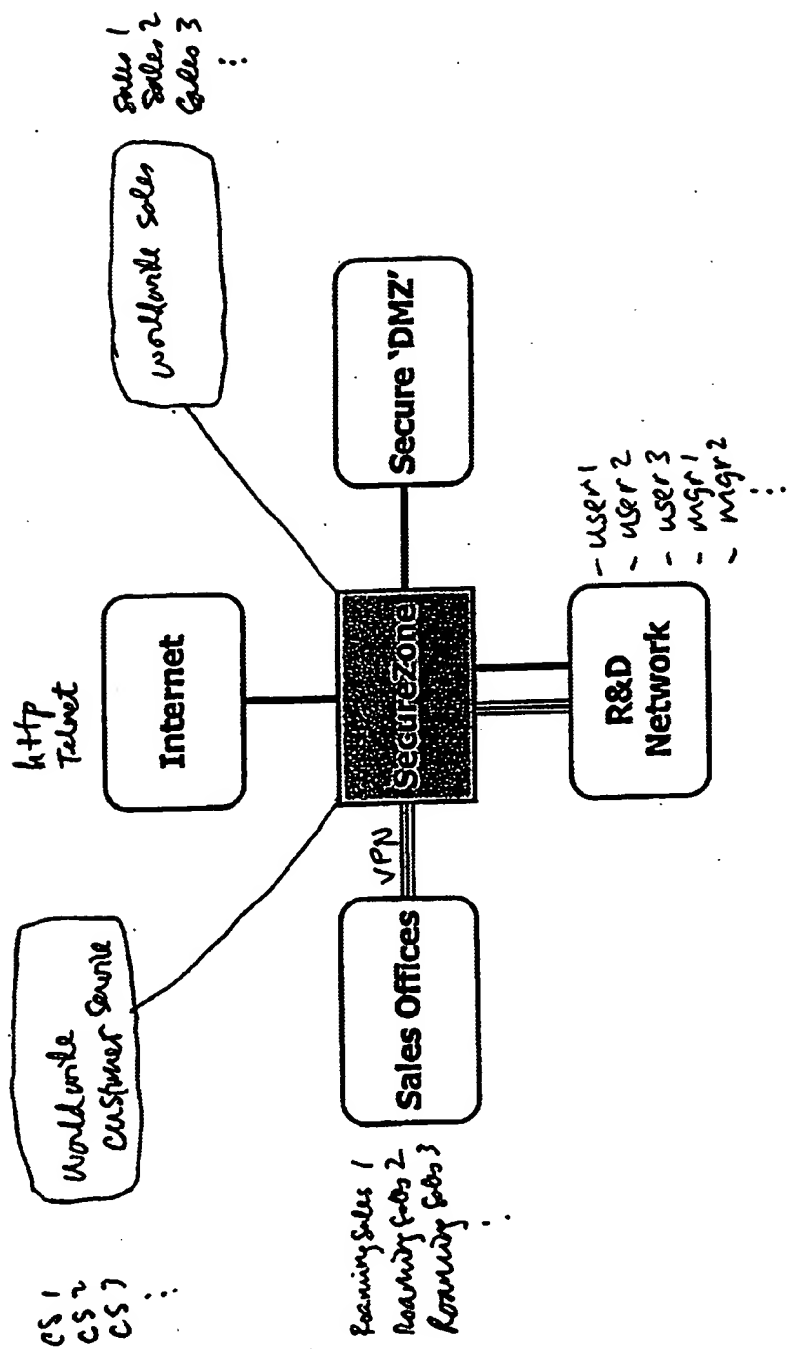 CS 1
CS 2
CS 3
⋮
Worldwide
customer service
http
Telnet
Internet
worldwide sales
Sales 1
Sales 2
Sales 3
⋮
Roaming Sales 1
Roaming Sales 2
Roaming Sales 3
⋮
Sales Offices
VPN
SecureZone
Secure 'DMZ'
R&D
Network
- user 1
- user 2
- user 3
- mgr 1
- mgr 2
⋮